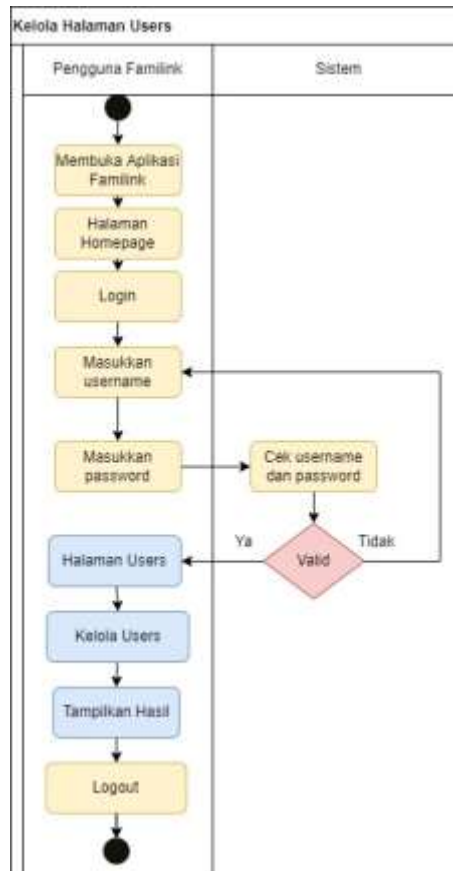 Kelola Halaman Users
Pengguna Familink
Sistem
Membuka Aplikasi
Familink
Halaman
Homepage
Login
Masukkan
username
Masukkan
password
Cek username
dan password
Ya
Valid
Tidak
Halaman Users
Kelola Users
Tampilkan Hasil
Logout